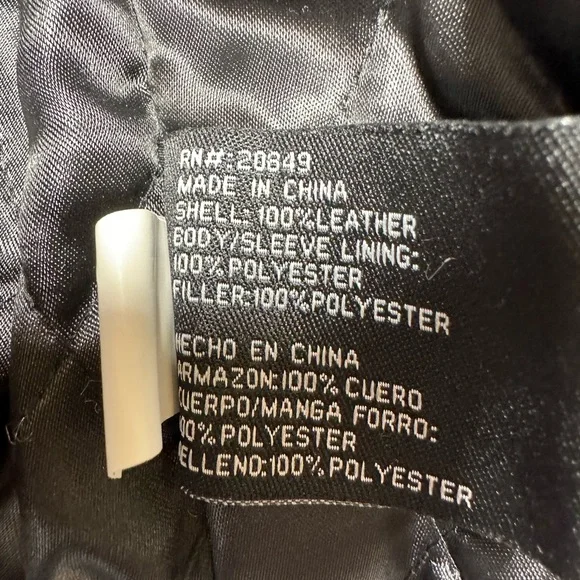 RN#:20849
MADE IN CHINA
SHELL: 100%LEATHER
BODY/SLEEVE LINING:
100%POLYESTER
FILLER:100%POLYESTER
HECHO EN CHINA
ARMAZON:100% CUERO
CUERPO/MANGA FORRO:
100%POLYESTER
RELLENO:100%POLYESTER